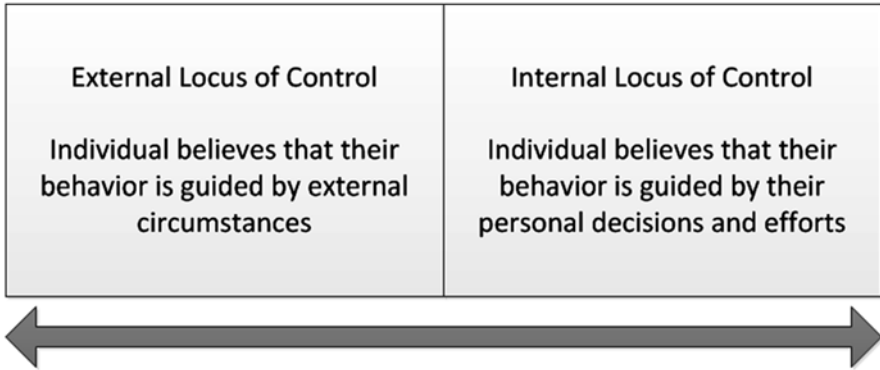 External Locus of Control
Individual believes that their
behavior is guided by external
circumstances
Internal Locus of Control
Individual believes that their
behavior is guided by their
personal decisions and efforts